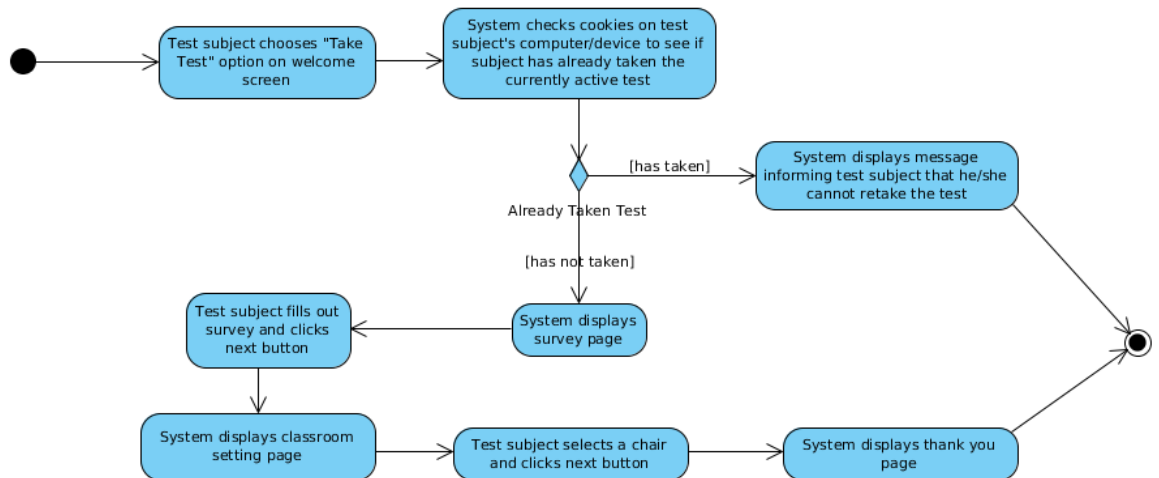 Test subject chooses "Take
Test" option on welcome
screen
System checks cookies on test
subject's computer/device to see if
subject has already taken the
currently active test
[has taken]
System displays message
informing test subject that he/she
cannot retake the test
Already Taken Test
[has not taken]
System displays
survey page
Test subject fills out
survey and clicks
next button
System displays classroom
setting page
Test subject selects a chair
and clicks next button
System displays thank you
page